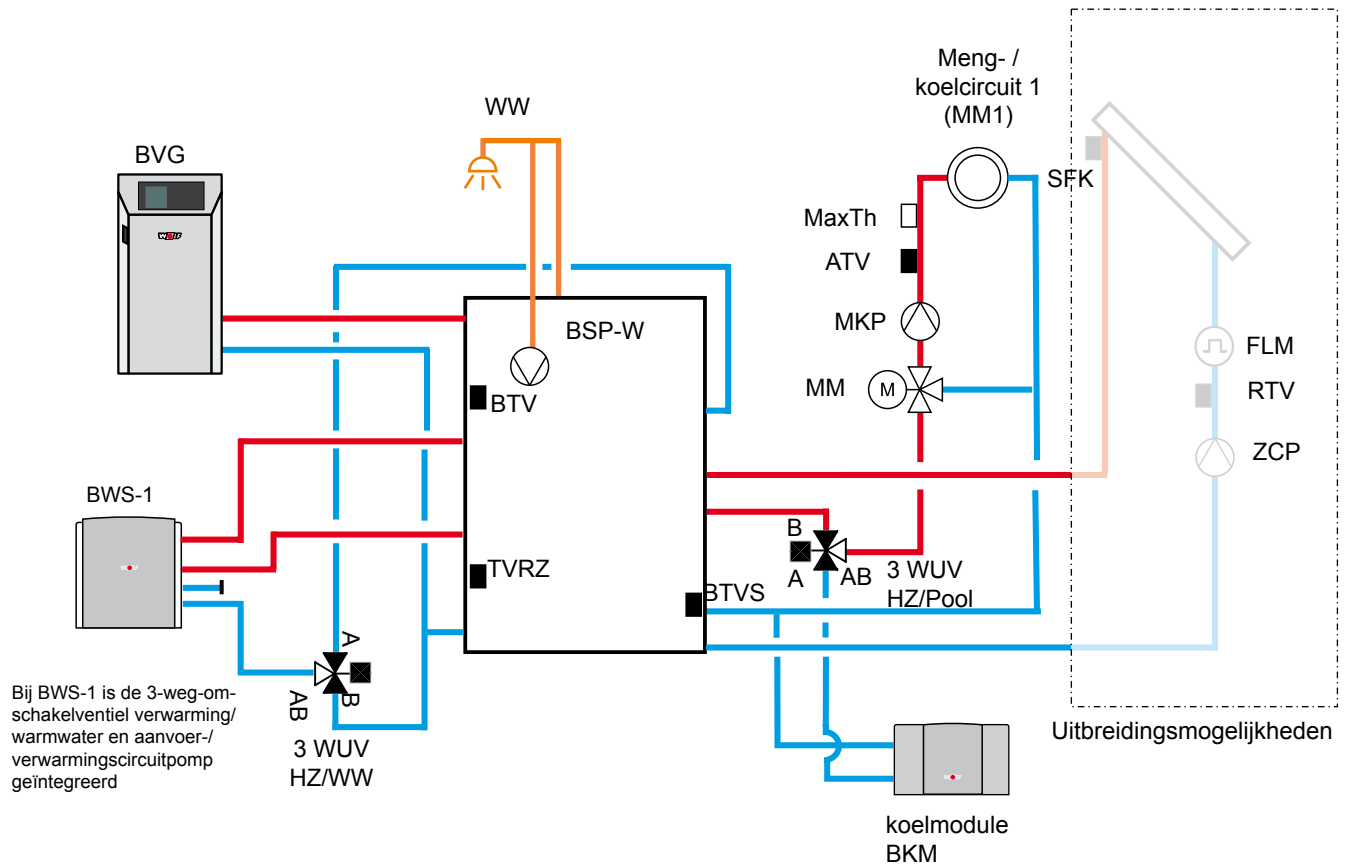 Meng- /
koelcircuit 1
(MM1)
WW
BVG
SFK
MaxTh
ATV
BSP-W
MKP
FLM
BTV
MM
M
RTV
ZCP
BWS-1
B
A
AB
3 WUV
HZ/Pool
TVRZ
BTVS
A
B
AB
Bij BWS-1 is de 3-weg-om-
schakelventiel verwarming/
warmwater en aanvoer-/
verwarmingscircuitpomp
geïntegreerd
3 WUV
HZ/WW
Uitbreidingsmogelijkheden
koelmodule
BKM
WOLF